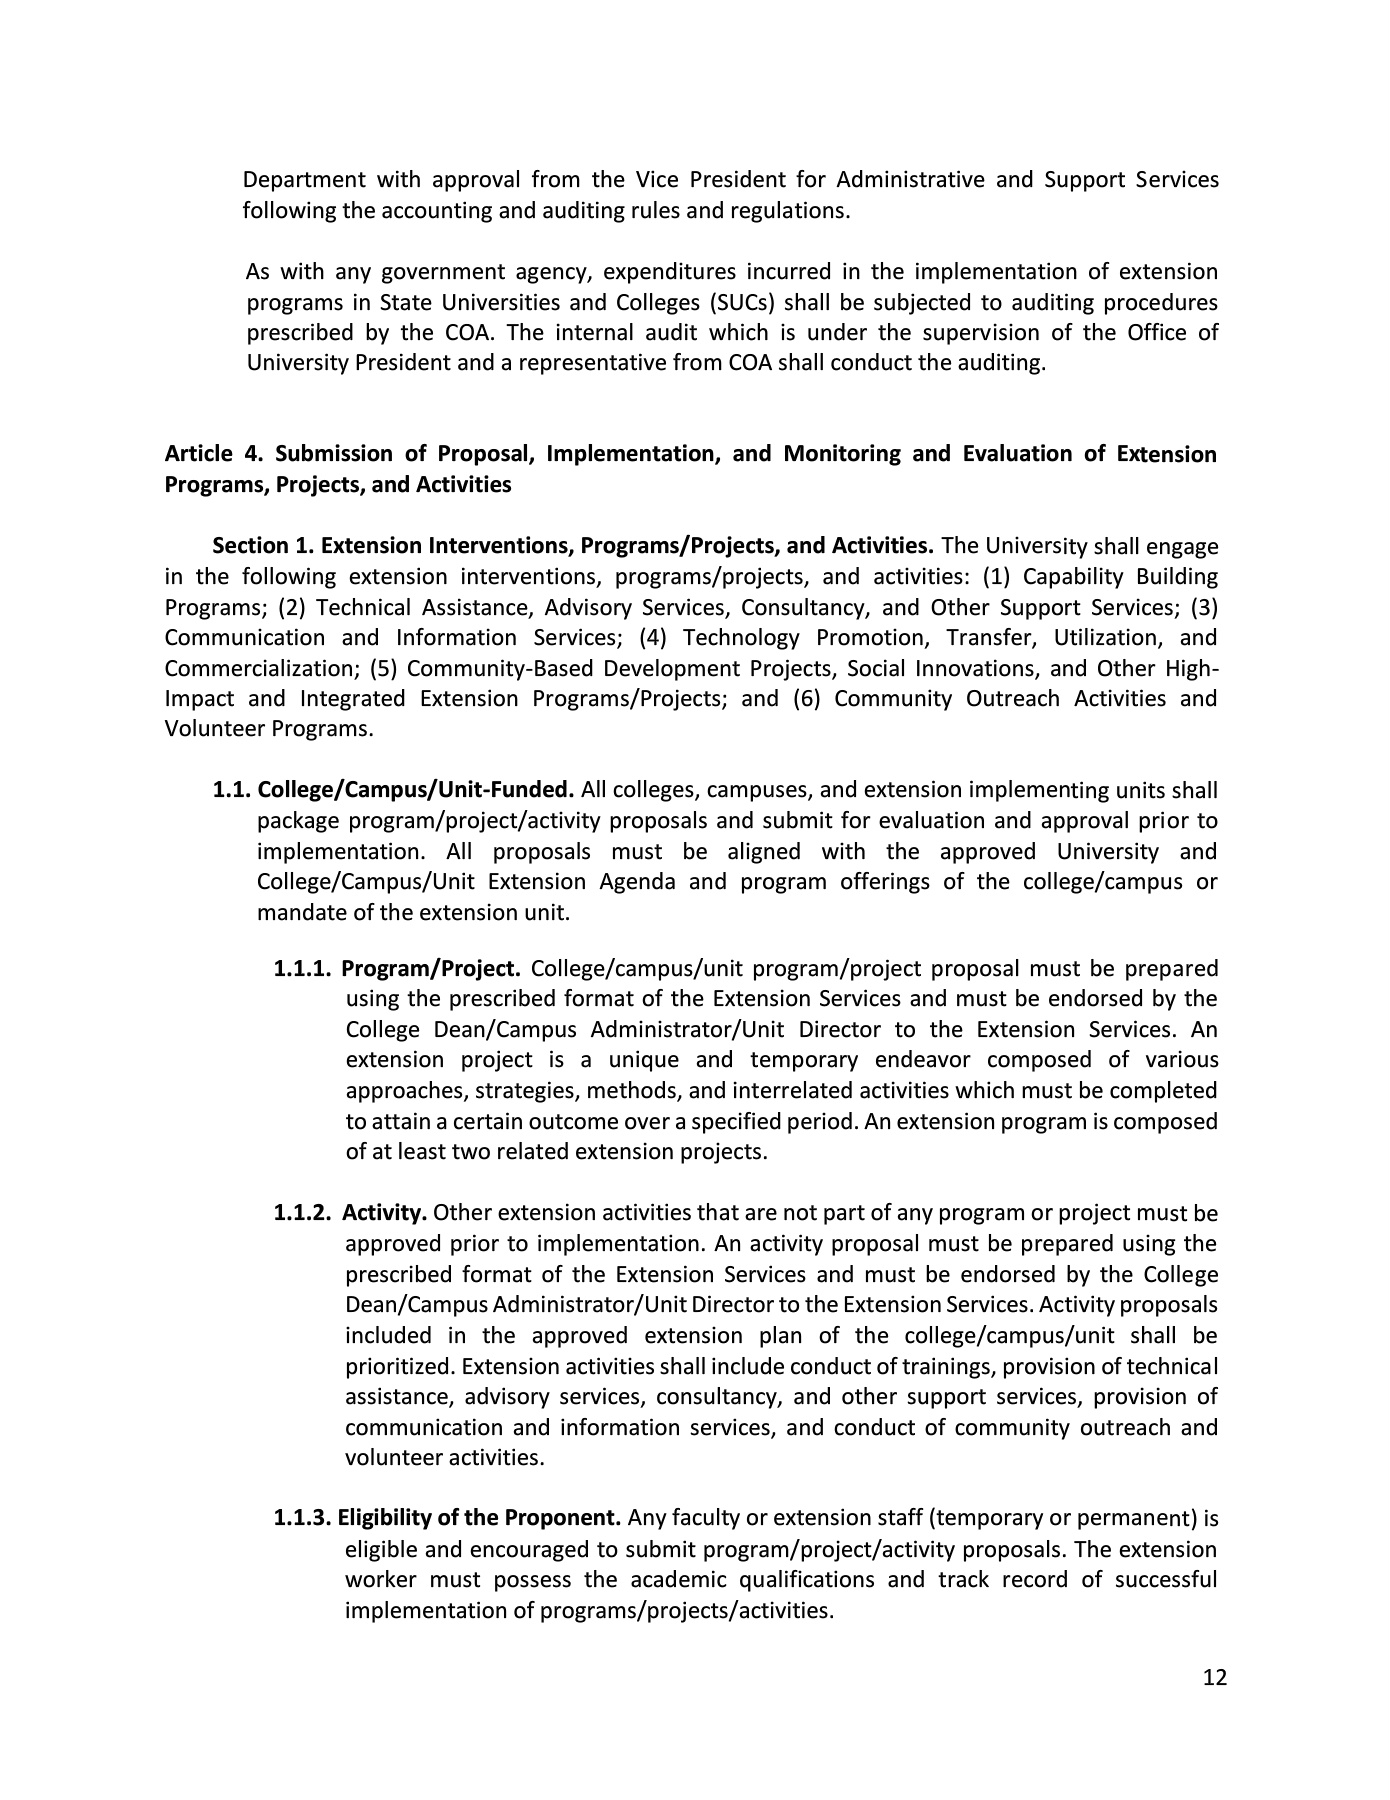 Department with approval from the Vice President for Administrative and Support Services
following the accounting and auditing rules and regulations.
As with any government agency, expenditures incurred in the implementation of extension
programs in State Universities and Colleges (SUCs) shall be subjected to auditing procedures
prescribed by the COA. The internal audit which is under the supervision of the Office of
University President and a representative from COA shall conduct the auditing.
Article 4. Submission of Proposal, Implementation, and Monitoring and Evaluation of Extension
Programs, Projects, and Activities
Section 1. Extension Interventions, Programs/Projects, and Activities. The University shall engage
in the following extension interventions, programs/projects, and activities: (1) Capability Building
Programs; (2) Technical Assistance, Advisory Services, Consultancy, and Other Support Services; (3)
Communication and Information Services; (4) Technology Promotion, Transfer, Utilization, and
Commercialization; (5) Community-Based Development Projects, Social Innovations, and Other High-
Impact and Integrated Extension Programs/Projects; and (6) Community Outreach Activities and
Volunteer Programs.
1.1. College/Campus/Unit-Funded. All colleges, campuses, and extension implementing units shall
package program/project/activity proposals and submit for evaluation and approval prior to
implementation. All proposals must be aligned with the approved University and
College/Campus/Unit Extension Agenda and program offerings of the college/campus or
mandate of the extension unit.
1.1.1. Program/Project. College/campus/unit program/project proposal must be prepared
using the prescribed format of the Extension Services and must be endorsed by the
College Dean/Campus Administrator/Unit Director to the Extension Services. An
extension project is a unique and temporary endeavor composed of various
approaches, strategies, methods, and interrelated activities which must be completed
to attain a certain outcome over a specified period. An extension program is composed
of at least two related extension projects.
1.1.2. Activity. Other extension activities that are not part of any program or project must be
approved prior to implementation. An activity proposal must be prepared using the
prescribed format of the Extension Services and must be endorsed by the College
Dean/Campus Administrator/Unit Director to the Extension Services. Activity proposals
included in the approved extension plan of the college/campus/unit shall be
prioritized. Extension activities shall include conduct of trainings, provision of technical
assistance, advisory services, consultancy, and other support services, provision of
communication and information services, and conduct of community outreach and
volunteer activities.
1.1.3. Eligibility of the Proponent. Any faculty or extension staff (temporary or permanent) is
eligible and encouraged to submit program/project/activity proposals. The extension
worker must possess the academic qualifications and track record of successful
implementation of programs/projects/activities.
12